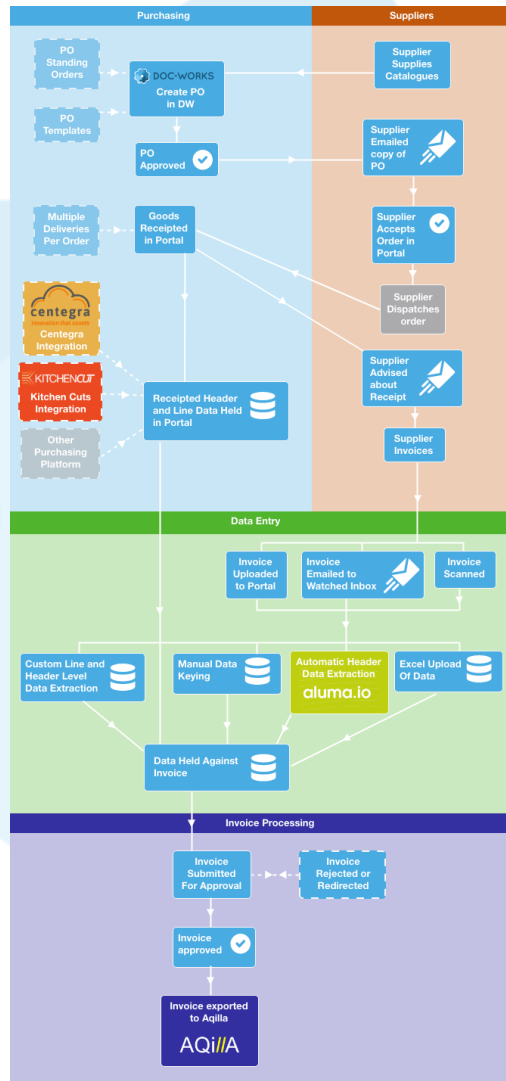 Purchasing
Suppliers
PO
Standing
Orders
DOC-WORKS
Create PO
in DW
Supplier
Supplies
Catalogues
PO
Templates
PO
Approved
Supplier
Emailed
copy of
PO
Multiple
Deliveries
Per Order
Goods
Receipted
in Portal
Supplier
Accepts
Order in
Portal
Supplier
Dispatches
order
centegra
Centegra
Integration
Supplier
Advised
about
Receipt
KITCHENCUT
Kitchen Cuts
Integration
Receipted Header
and Line Data Held
in Portal
Other
Purchasing
Platform
Supplier
Invoices
Data Entry
Invoice
Uploaded
to Portal
Invoice
Emailed to
Watched Inbox
Invoice
Scanned
Custom Line and
Header Level
Data Extraction
Manual Data
Keying
Automatic Header
Data Extraction
aluma.io
Excel Upload
Of Data
Data Held Against
Invoice
Invoice Processing
Invoice
Submitted
For Approval
Invoice
Rejected or
Redirected
Invoice
approved
Invoice exported
to Aqilla
AQi//A